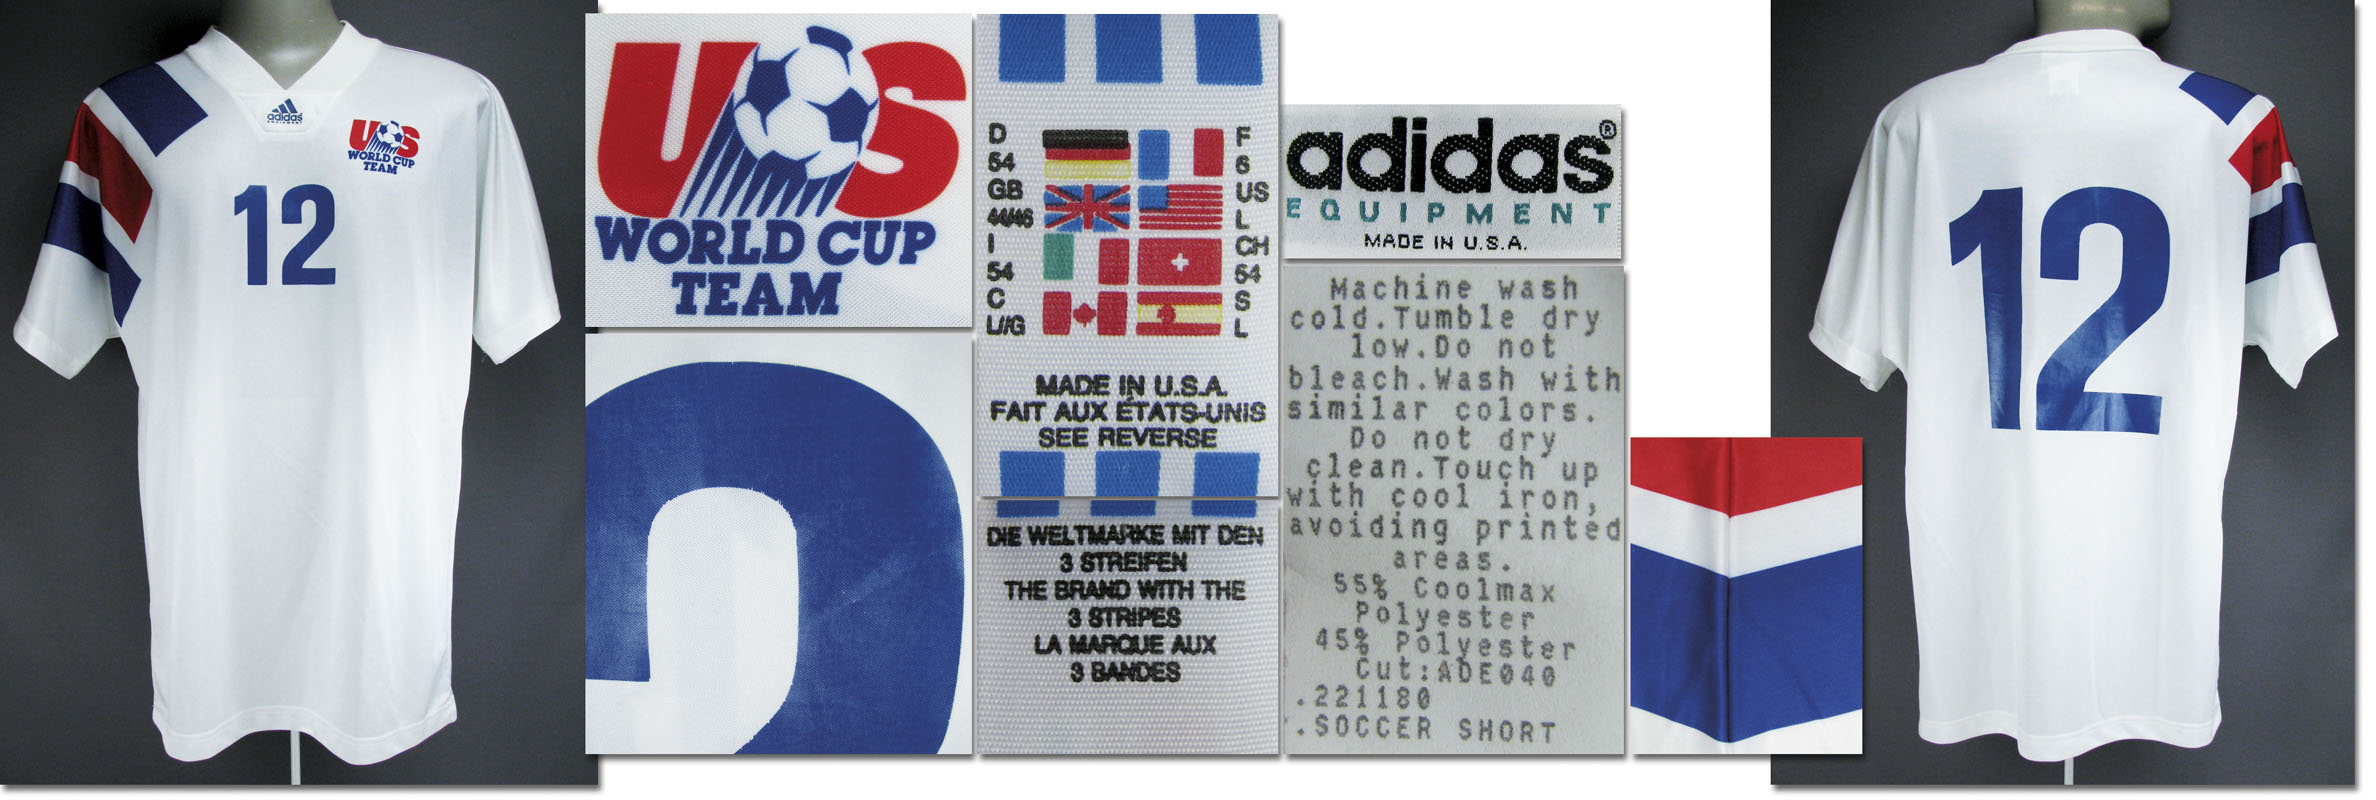 adidas
EQUIPMENT
US
WORLD CUP
TEAM
12
US
WORLD CUP
TEAM
D
54
GB
44/46
I
54
C
L//G
F
6
US
L
CH
54
S
L
MADE IN U.S.A.
FAIT AUX ÉTATS-UNIS
SEE REVERSE
DIE WELTMARKE MIT DEN
3 STREIFEN
THE BRAND WITH THE
3 STRIPES
LA MARQUE AUX
3 BANDES
adidas®
EQUIPMENT
MADE IN U.S.A.
Machine wash
cold.Tumble dry
low.Do not
bleach.Wash with
similar colors.
Do not dry
clean.Touch up
with cool iron,
avoiding printed
areas.
55% Coolmax
Polyester
45% Polyester
Cut:ADE040
.221180
.SOCCER SHORT
12